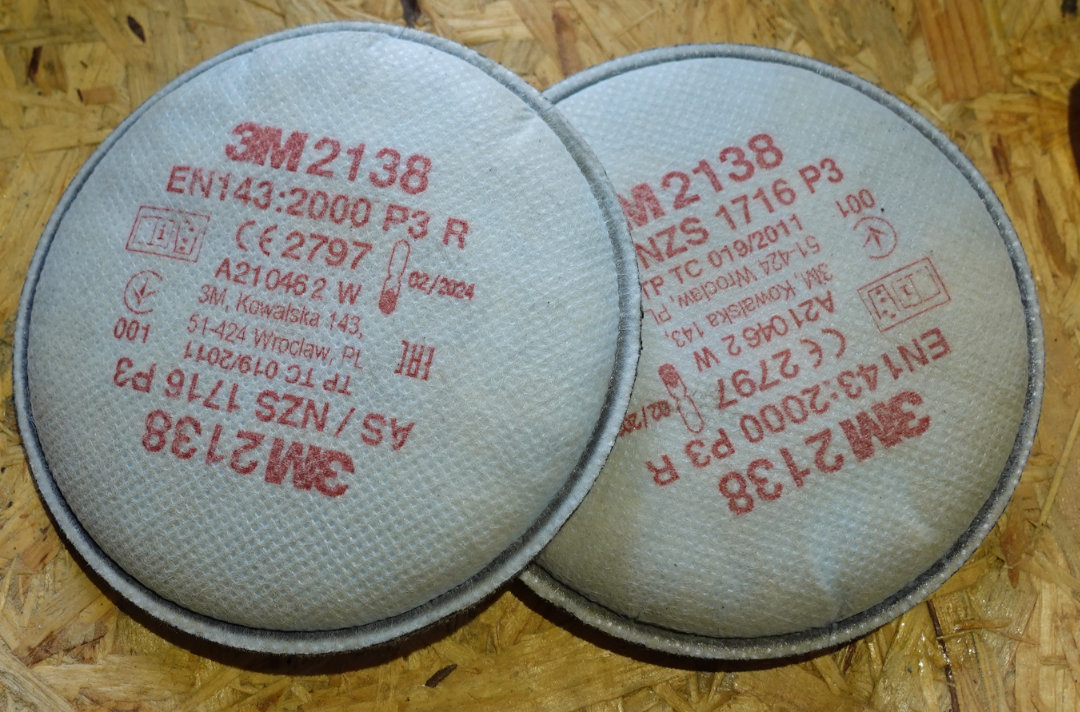 3M 2138
EN143:2000 P3 R
CE 2797
02/2024
A21046 2 W
3M, Kowalska 143,
51-424 Wroclaw, PL
001
EAC
TP TC 019/2011
AS / NZS 1716 P3
3M 2138
3M 2138
NZS 1716 P3
TP TC 019/2011
001
51-424 Wroclaw, PL
3M, Kowalska 143,
A21046 2 W
CE 2797
EN143:2000 P3 R
3M 2138